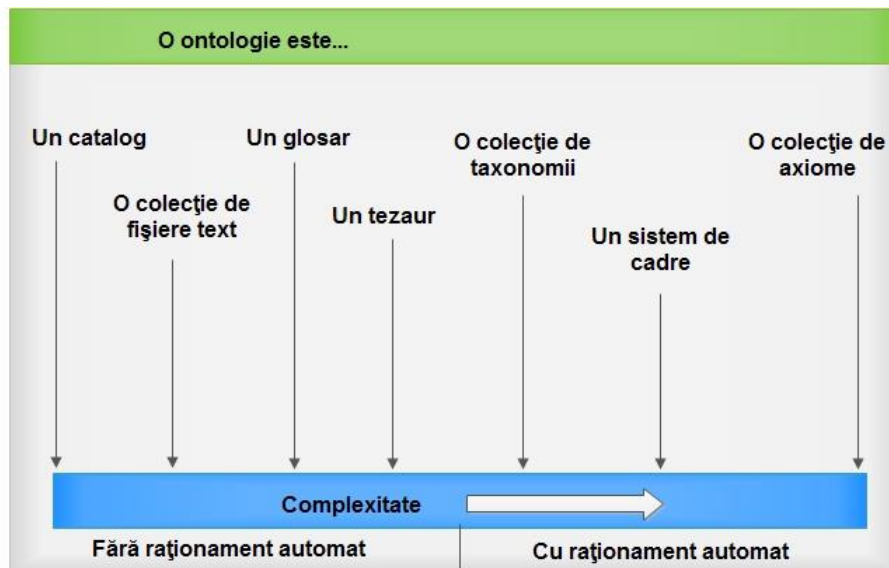 O ontologie este...
Un catalog
O colecţie de
fişiere text
Un glosar
Un tezaur
O colecţie de
taxonomii
Un sistem de
cadre
O colecţie de
axiome
Complexitate
Fără raţionament automat
Cu raţionament automat